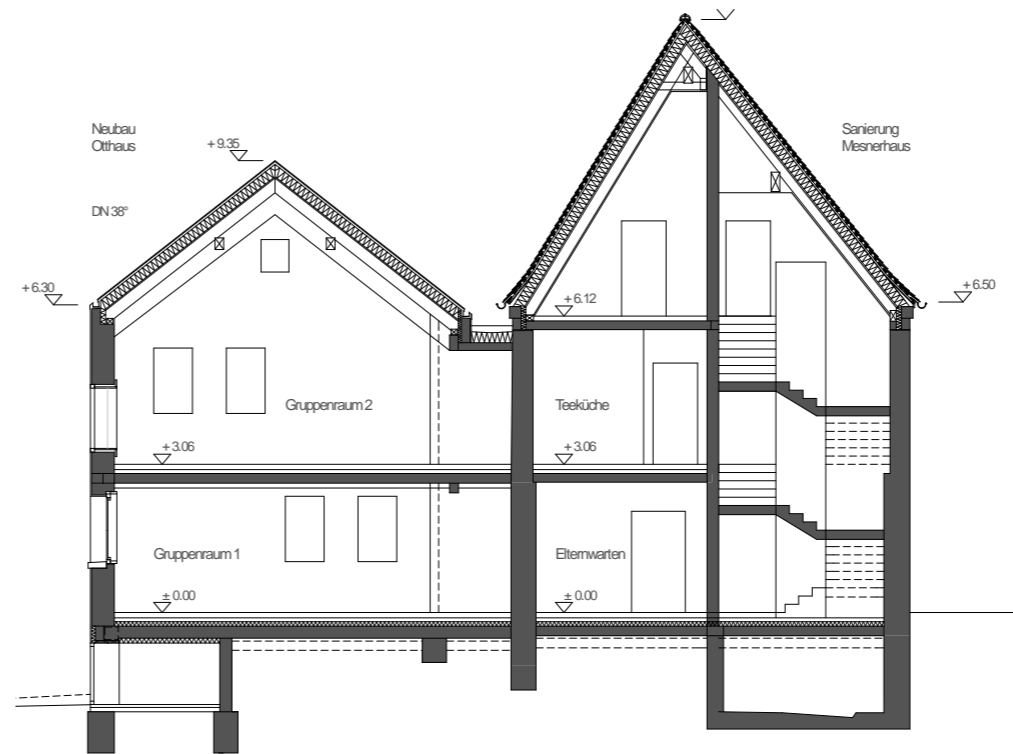 Neubau
Otthaus
+ 9.35
Sanierung
Mesnerhaus
DN 38°
+ 6.30
+ 6.12
+ 6.50
Gruppenraum 2
Teeküche
+ 3.06
+ 3.06
Gruppenraum 1
Elternwarten
± 0.00
± 0.00